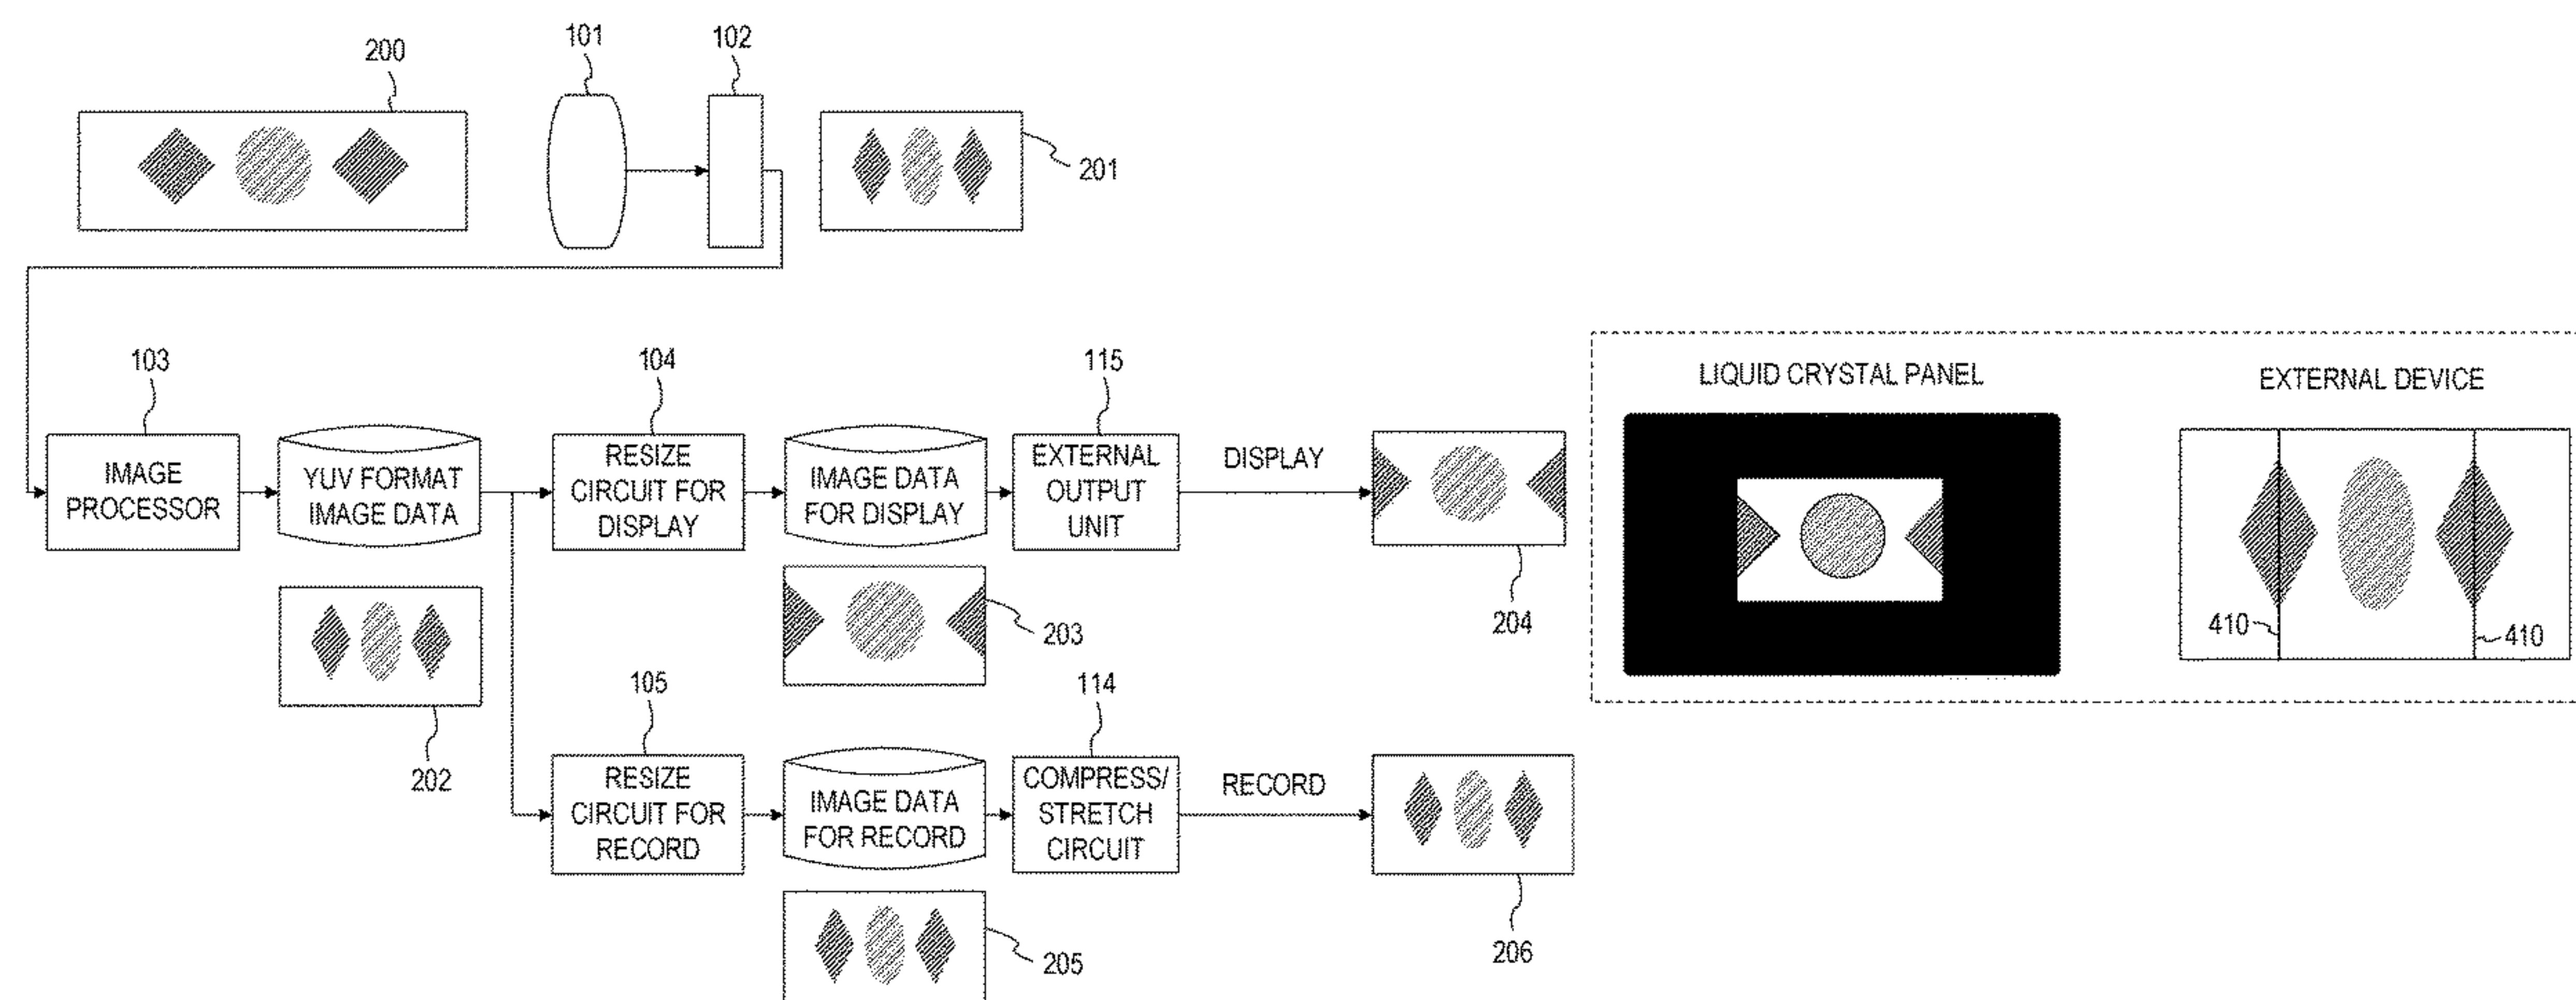 200
101
102
201
103
104
115
LIQUID CRYSTAL PANEL
EXTERNAL DEVICE
IMAGE
PROCESSOR
YUV FORMAT
IMAGE DATA
RESIZE
CIRCUIT FOR
DISPLAY
IMAGE DATA
FOR DISPLAY
EXTERNAL
OUTPUT
UNIT
DISPLAY
204
410
410
202
203
105
114
RESIZE
CIRCUIT FOR
RECORD
IMAGE DATA
FOR RECORD
COMPRESS/
STRETCH
CIRCUIT
RECORD
205
206